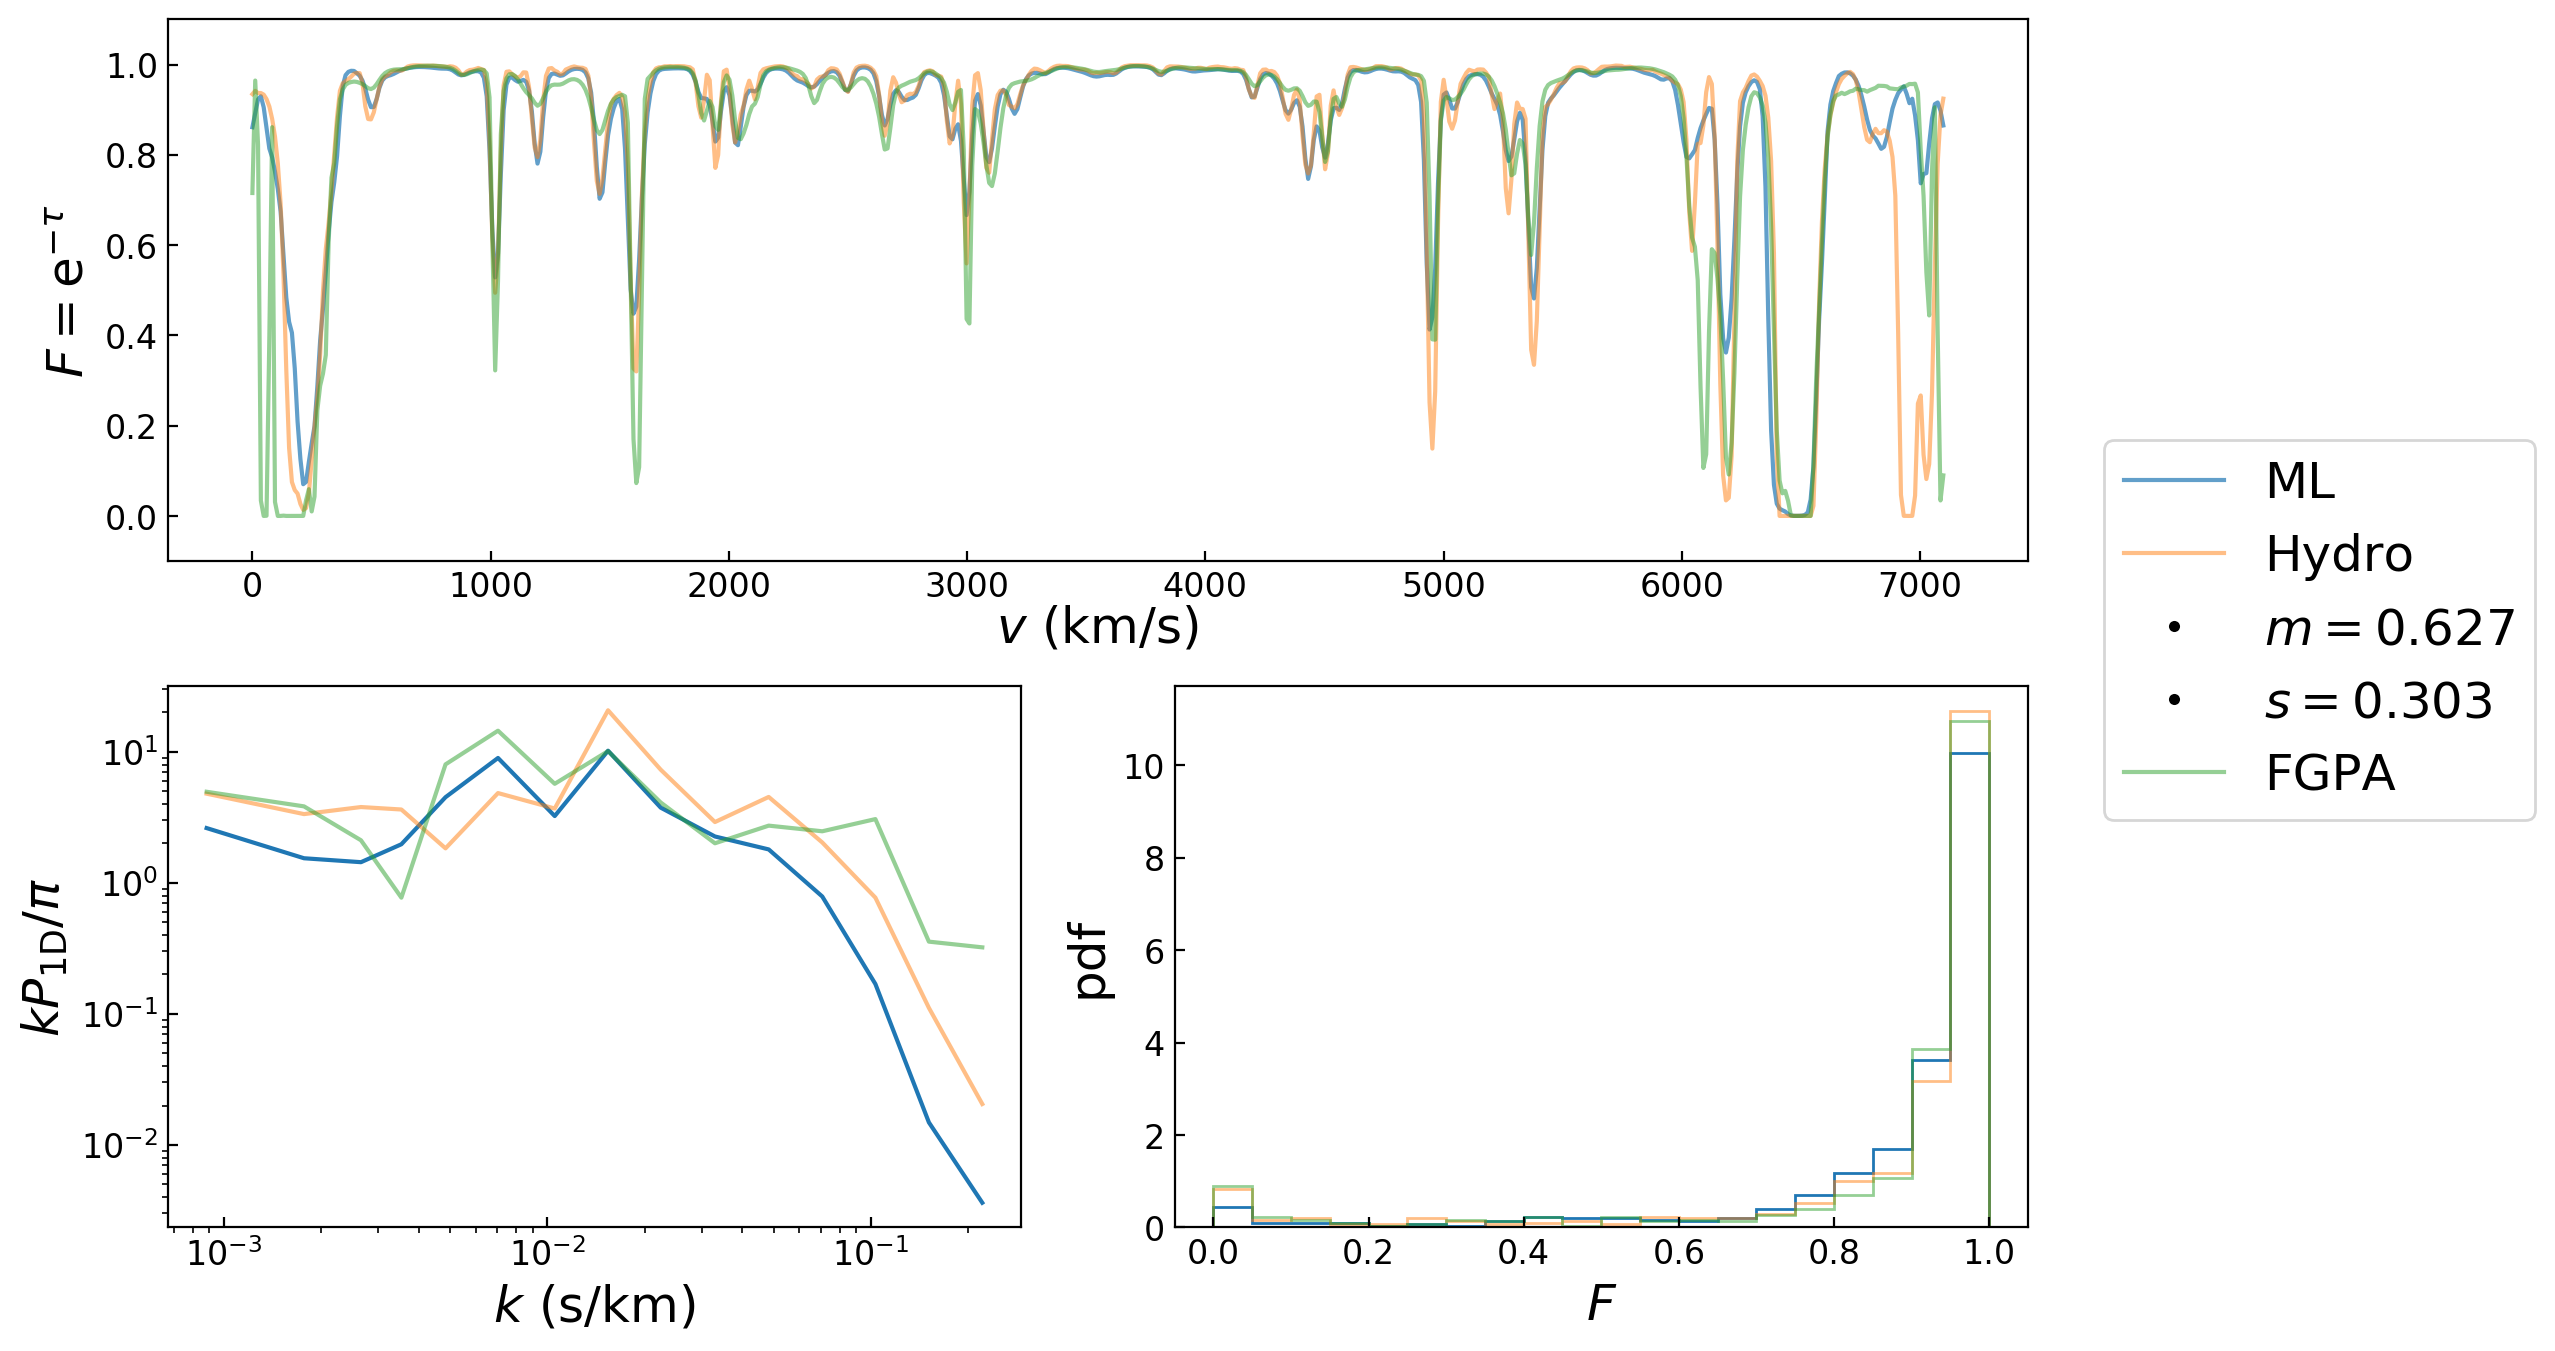 1.0
0.8
0.6
0.4
0.2
0.0
F = e^{−τ}
0 1000 2000 3000 4000 5000 6000 7000
v (km/s)
ML
Hydro
m = 0.627
s = 0.303
FGPA
10^1
10^0
10^{−1}
10^{−2}
kP_{1D}/π
10^{−3} 10^{−2} 10^{−1}
k (s/km)
10
8
6
4
2
0
pdf
0.0 0.2 0.4 0.6 0.8 1.0
F